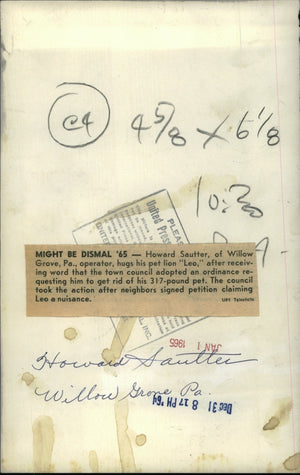 C4
4 5/8 X 6 1/8
10:30
PLEASE
United Press
MIGHT BE DISMAL '65 — Howard Sautter, of Willow
Grove, Pa., operator, hugs his pet lion "Leo," after receiv-
ing word that the town council adopted an ordinance re-
questing him to get rid of his 317-pound pet. The council
took the action after neighbors signed petition claiming
Leo a nuisance.
UPI Telephoto
INC.
JAN 1 1965
Howard Sautter
Willow Grove Pa.
DEC 31 8 17 PM '64